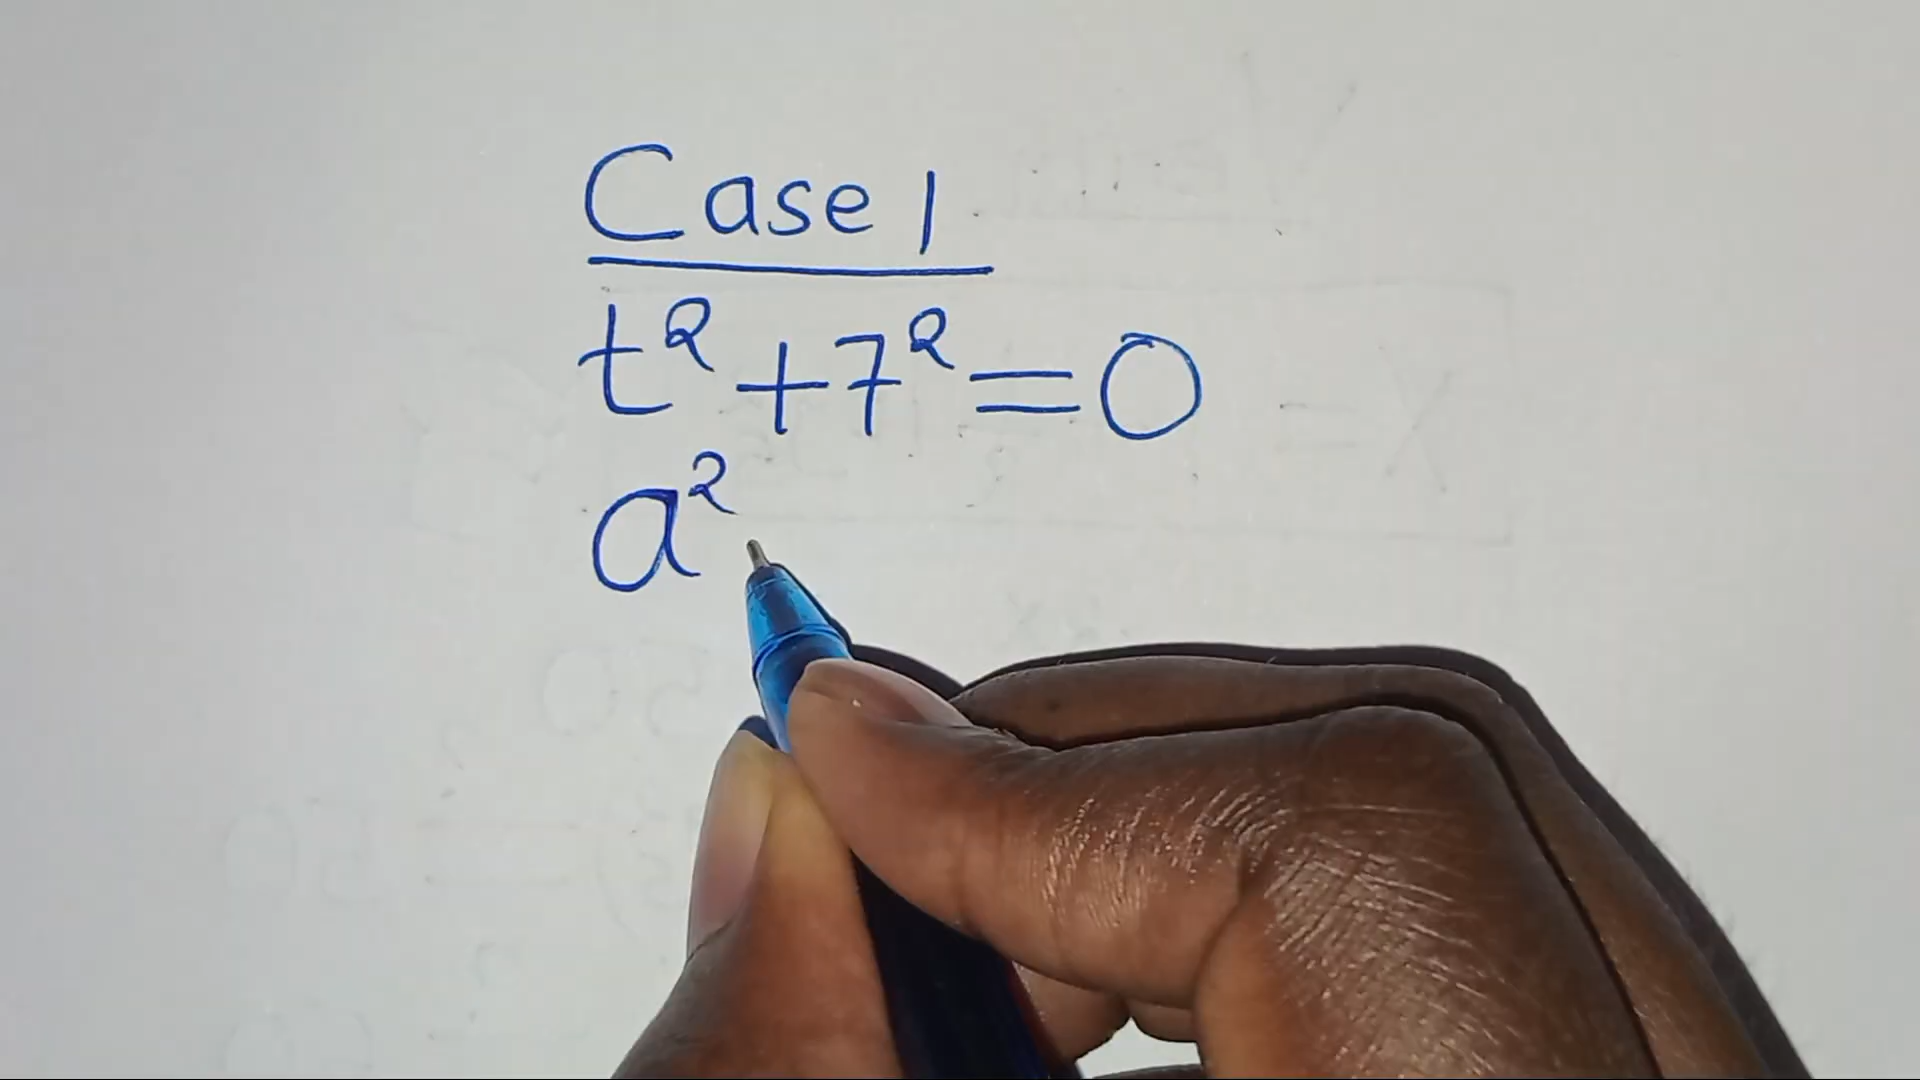 Case 1
t² + 7² = 0
a²